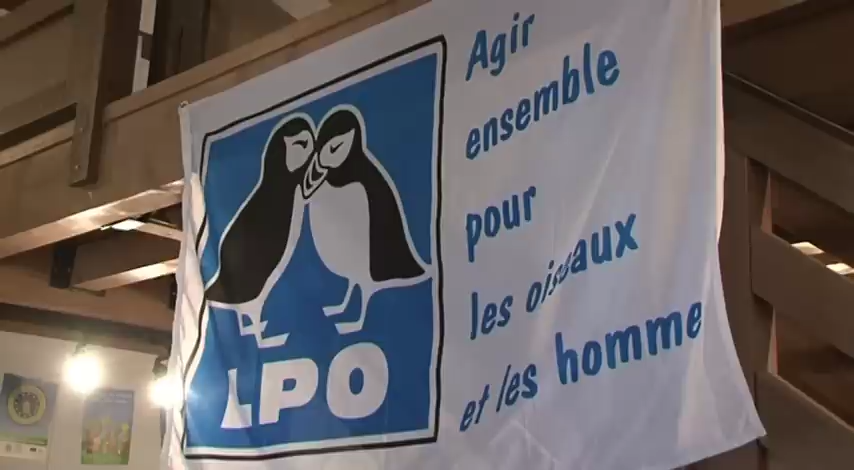 LPO
Agir
ensemble
pour
les oiseaux
et les homme